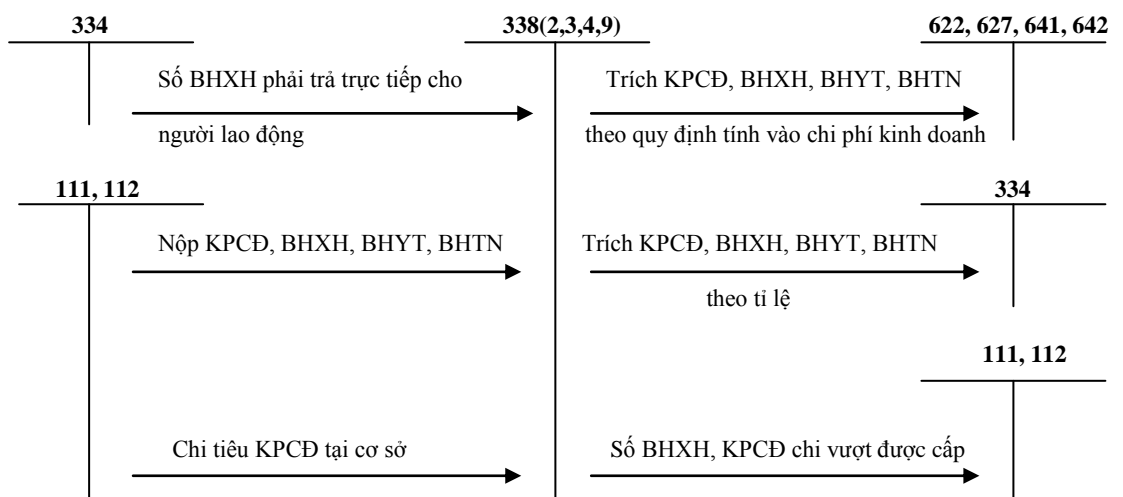 334
338(2,3,4,9)
622, 627, 641, 642
Số BHXH phải trả trực tiếp cho
người lao động
Trích KPCĐ, BHXH, BHYT, BHTN
theo quy định tính vào chi phí kinh doanh
111, 112
334
Nộp KPCĐ, BHXH, BHYT, BHTN
Trích KPCĐ, BHXH, BHYT, BHTN
theo tỉ lệ
111, 112
Chi tiêu KPCĐ tại cơ sở
Số BHXH, KPCĐ chi vượt được cấp